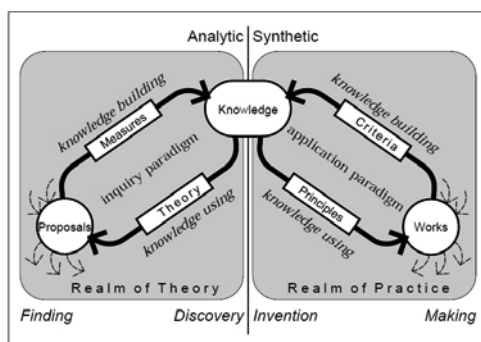 Analytic Synthetic
knowledge building
Measures
inquiry paradigm
Theory
knowledge using
Proposals
Knowledge
knowledge building
Criteria
application paradigm
Principles
knowledge using
Works
Realm of Theory
Realm of Practice
Finding Discovery Invention Making